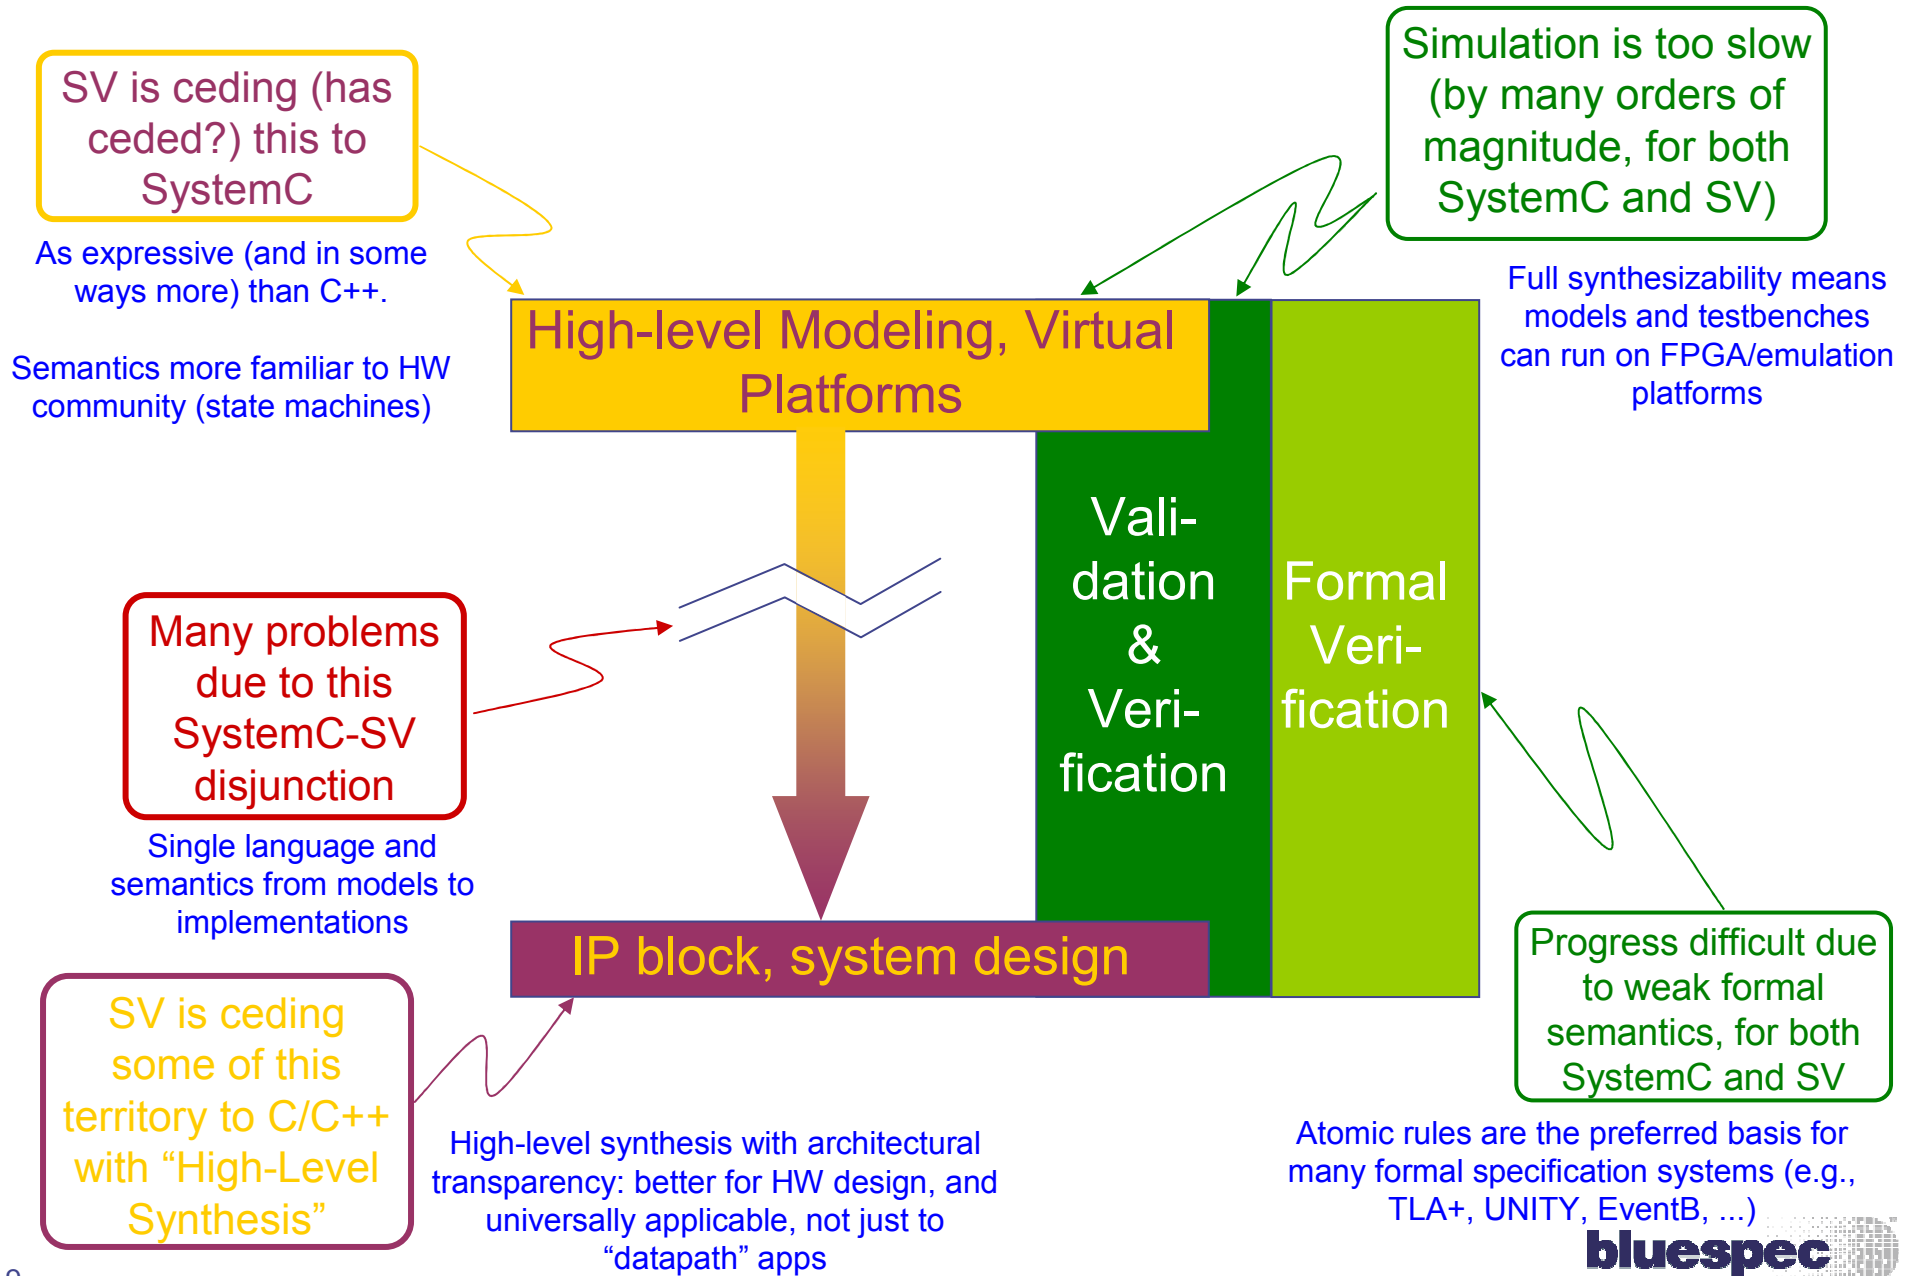 SV is ceding (has
ceded?) this to
SystemC
As expressive (and in some
ways more) than C++.
Semantics more familiar to HW
community (state machines)
Simulation is too slow
(by many orders of
magnitude, for both
SystemC and SV)
Full synthesizability means
models and testbenches
can run on FPGA/emulation
platforms
High-level Modeling, Virtual
Platforms
Vali-
dation
&
Veri-
fication
Formal
Veri-
fication
Many problems
due to this
SystemC-SV
disjunction
Single language and
semantics from models to
implementations
IP block, system design
SV is ceding
some of this
territory to C/C++
with “High-Level
Synthesis”
High-level synthesis with architectural
transparency: better for HW design, and
universally applicable, not just to
“datapath” apps
Progress difficult due
to weak formal
semantics, for both
SystemC and SV
Atomic rules are the preferred basis for
many formal specification systems (e.g.,
TLA+, UNITY, EventB, ...)
bluespec